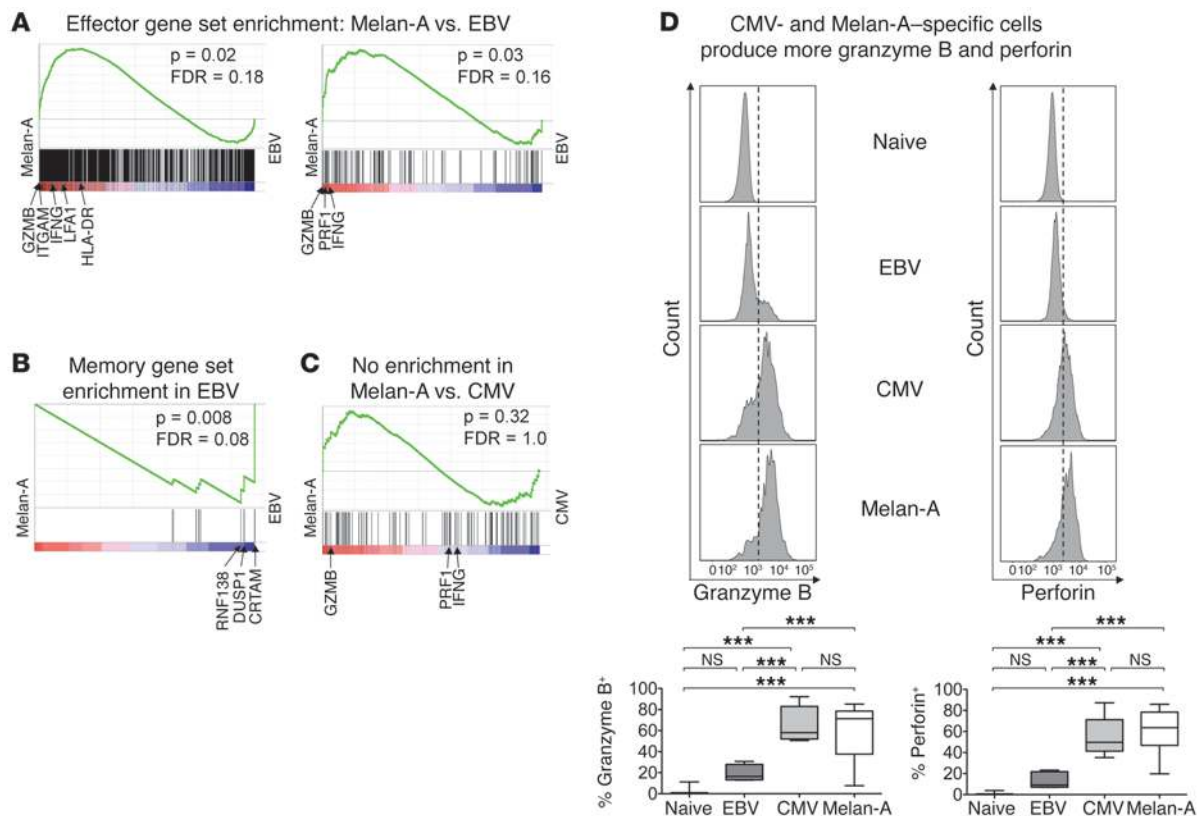 A Effector gene set enrichment: Melan-A vs. EBV
p = 0.02
FDR = 0.18
Melan-A
EBV
GZMB
ITGAM
IFNG
LFA1
HLA-DR
p = 0.03
FDR = 0.16
Melan-A
EBV
GZMB
PRF1
IFNG
B Memory gene set
enrichment in EBV
p = 0.008
FDR = 0.08
Melan-A
EBV
RNF138
DUSP1
CRTAM
C No enrichment in
Melan-A vs. CMV
p = 0.32
FDR = 1.0
Melan-A
CMV
GZMB
PRF1
IFNG
D CMV- and Melan-A–specific cells
produce more granzyme B and perforin
Naive
EBV
CMV
Melan-A
Count
0 10² 10³ 10⁴ 10⁵
Granzyme B
Count
0 10² 10³ 10⁴ 10⁵
Perforin
***
***
NS *** NS
***
% Granzyme B⁺
100
80
60
40
20
0
Naive EBV CMV Melan-A
***
***
NS *** NS
***
% Perforin⁺
100
80
60
40
20
0
Naive EBV CMV Melan-A